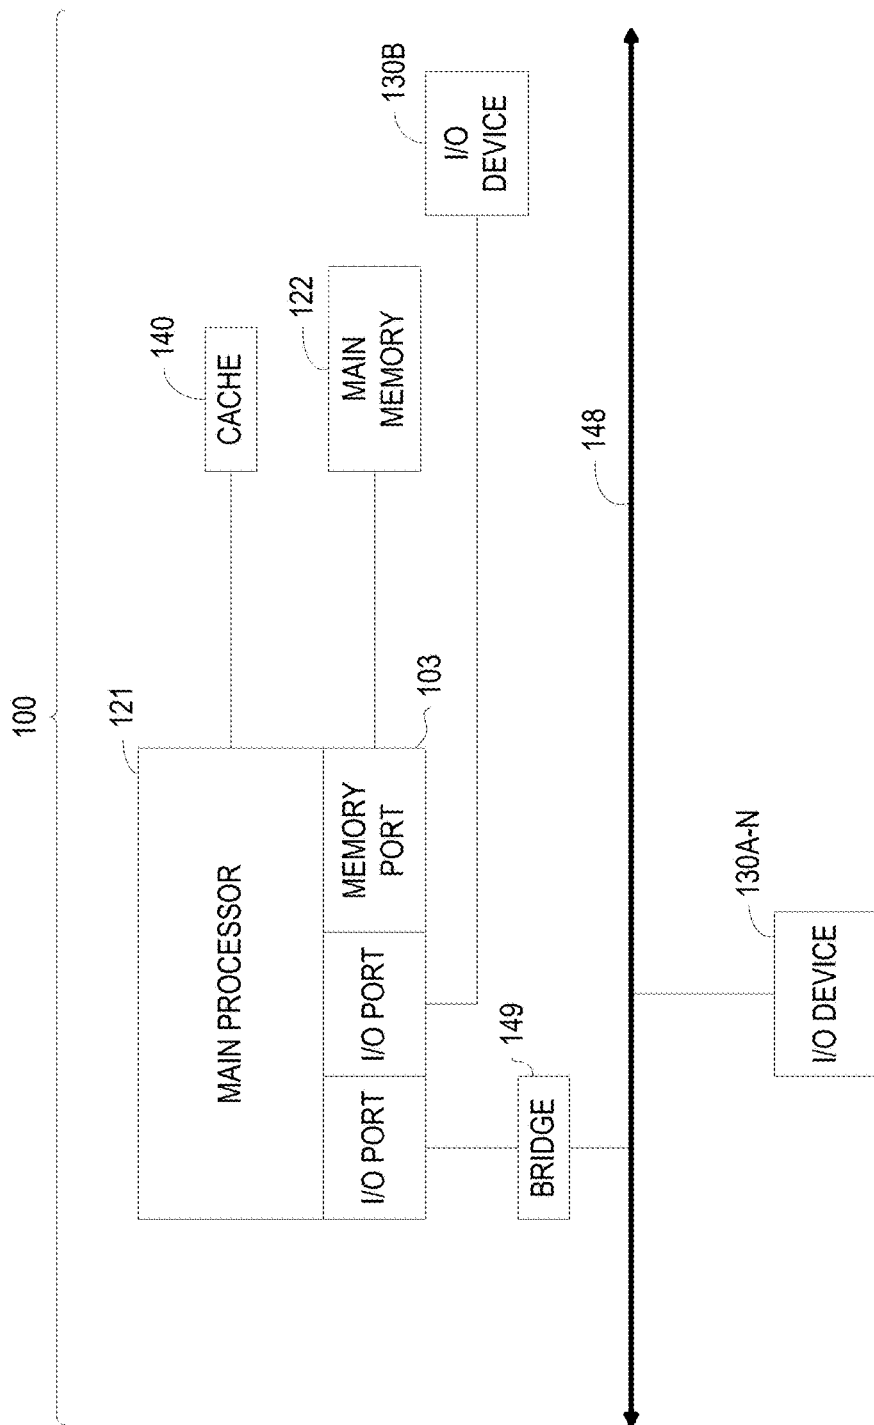 100
121
MAIN PROCESSOR
I/O PORT
I/O PORT
MEMORY
PORT
103
140
CACHE
122
MAIN
MEMORY
130B
I/O
DEVICE
149
BRIDGE
148
130A-N
I/O DEVICE